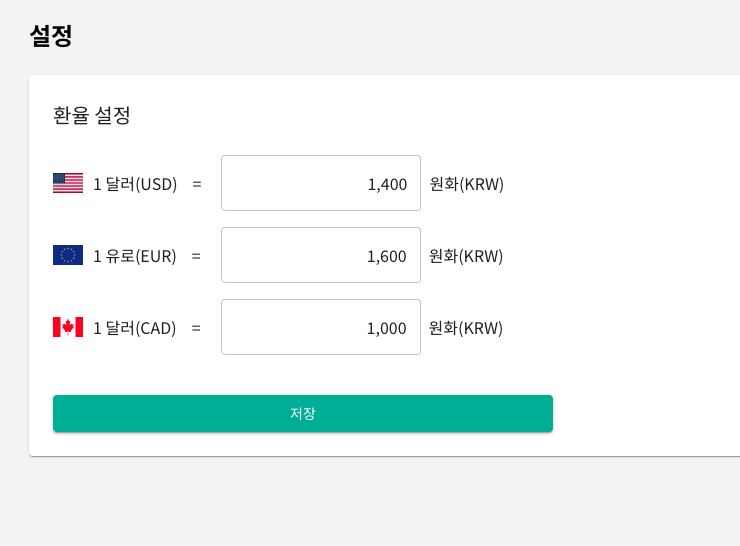 설정
환율 설정
1 달러(USD) = 1,400 원화(KRW)
1 유로(EUR) = 1,600 원화(KRW)
1 달러(CAD) = 1,000 원화(KRW)
저장